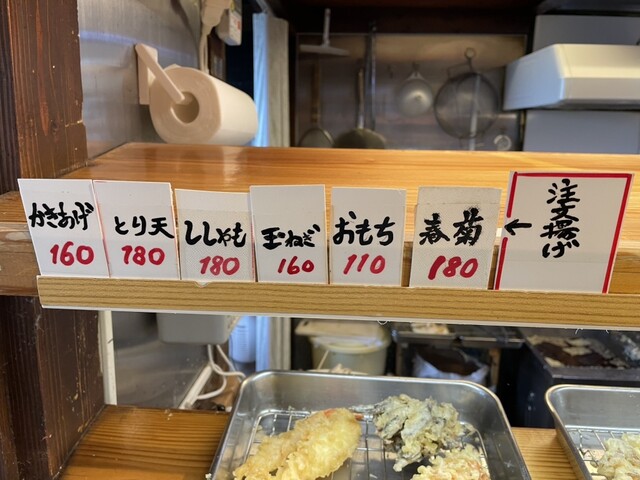 かきあげ
160
とり天
180
ししゃも
180
玉ねぎ
160
おもち
110
春菊
180
←
注文揚げ